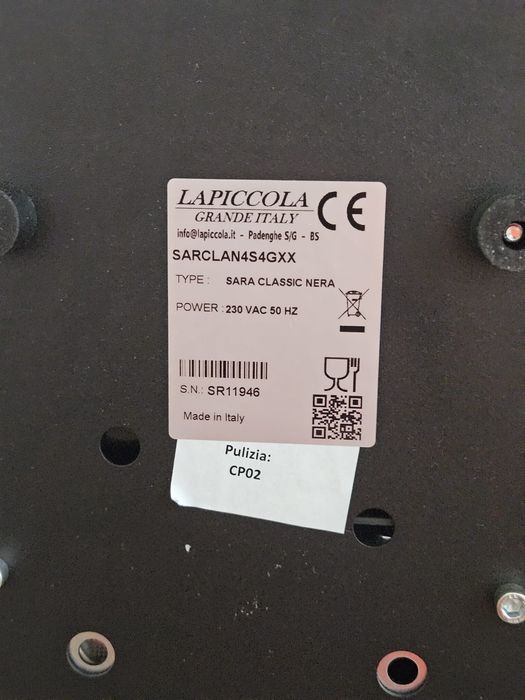 LAPICCOLA
GRANDE ITALY
info@lapiccola.it - Padenghe S/G - BS
SARCLAN4S4GXX
TYPE : SARA CLASSIC NERA
POWER : 230 VAC 50 HZ
S.N.: SR11946
Made in Italy
Pulizia:
CP02